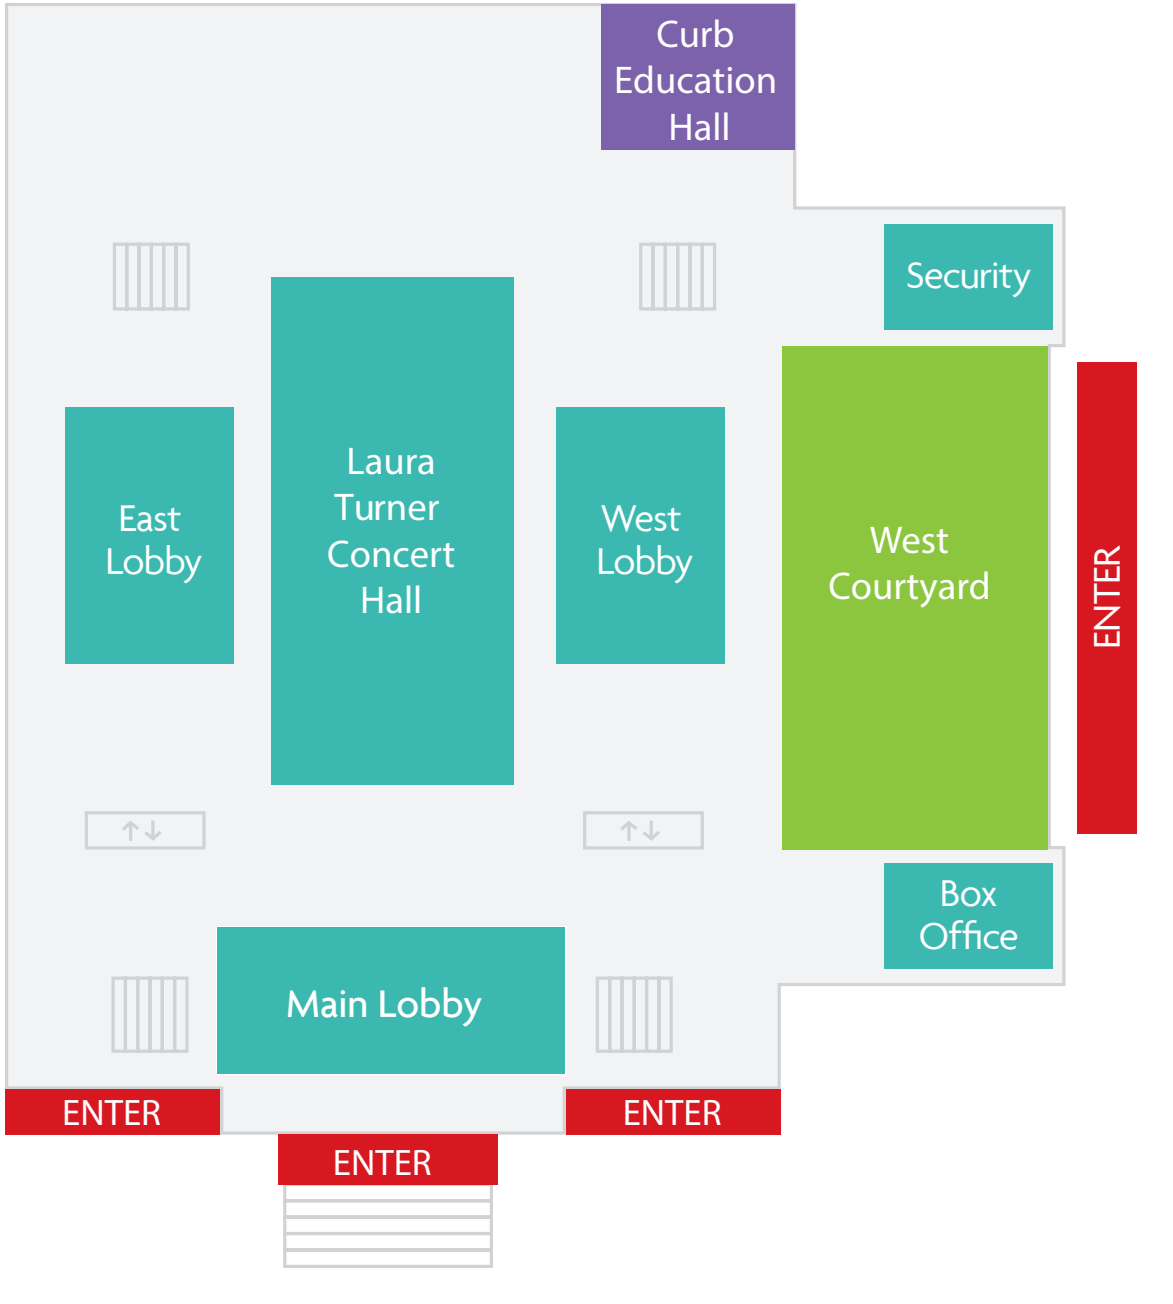 Curb
Education
Hall
Security
Laura
Turner
Concert
Hall
East
Lobby
West
Lobby
West
Courtyard
ENTER
↑↓
↑↓
Box
Office
Main Lobby
ENTER
ENTER
ENTER